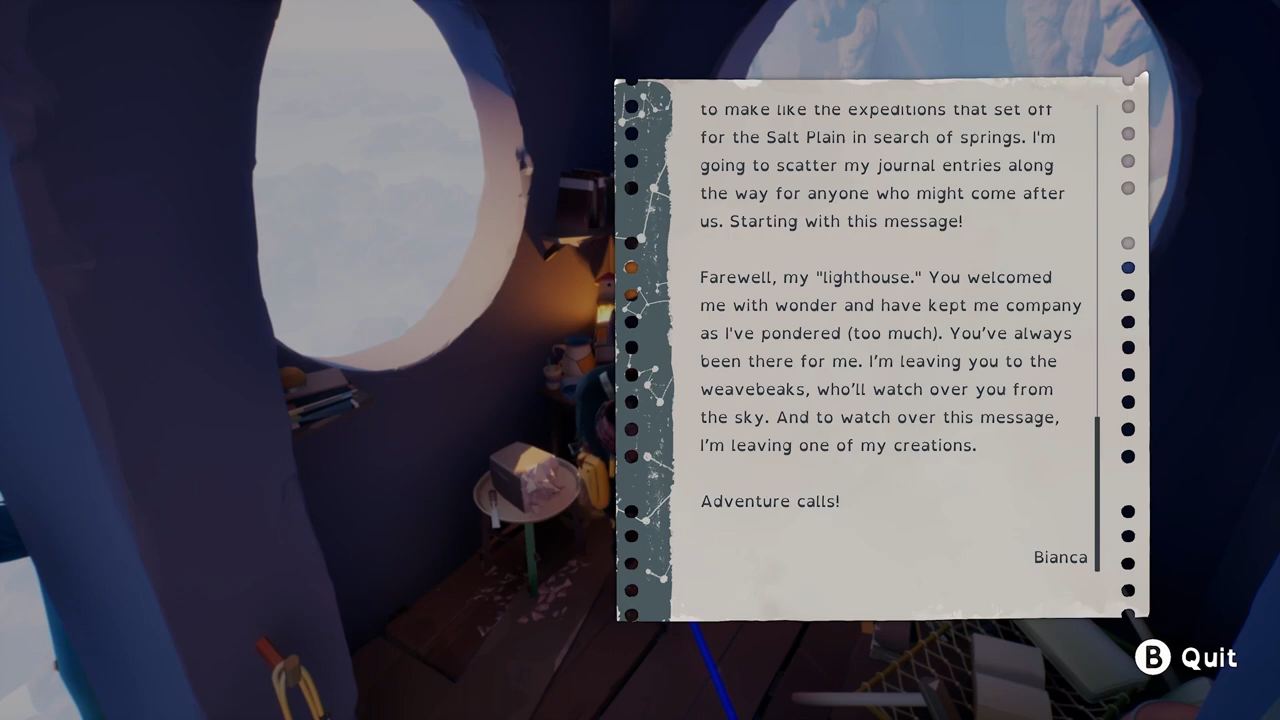 to make like the expeditions that set off
for the Salt Plain in search of springs. I'm
going to scatter my journal entries along
the way for anyone who might come after
us. Starting with this message!
Farewell, my "lighthouse." You welcomed
me with wonder and have kept me company
as I've pondered (too much). You’ve always
been there for me. I’m leaving you to the
weavebeaks, who’ll watch over you from
the sky. And to watch over this message,
I’m leaving one of my creations.
Adventure calls!
Bianca
B Quit